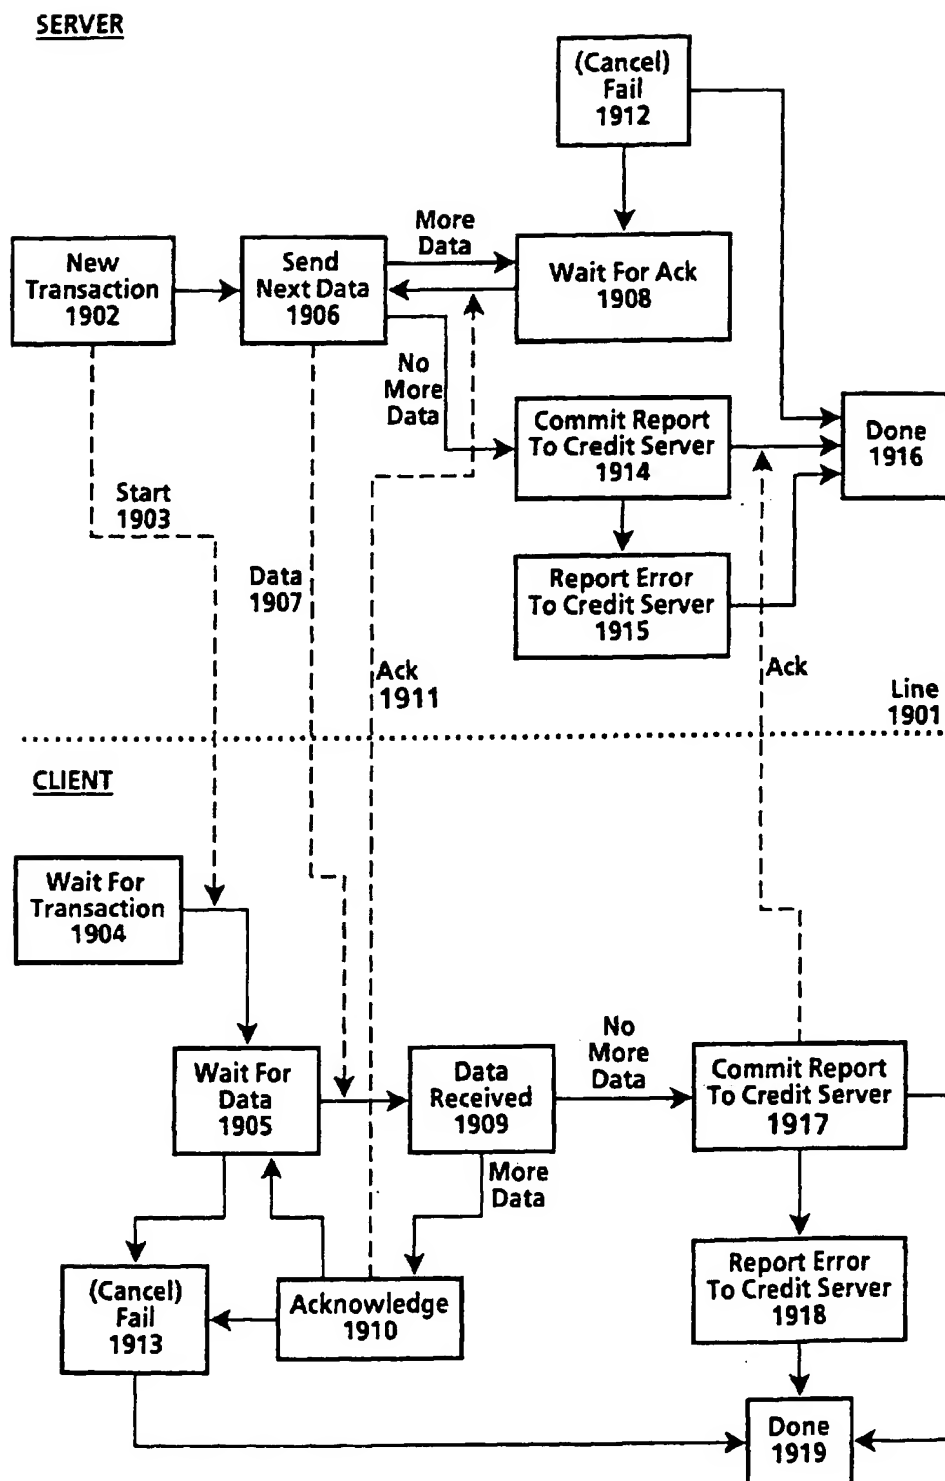 SERVER
(Cancel)
Fail
1912
New
Transaction
1902
Send
Next Data
1906
More
Data
Wait For Ack
1908
No
More
Data
Commit Report
To Credit Server
1914
Done
1916
Start
1903
Data
1907
Report Error
To Credit Server
1915
Ack
1911
Ack
Line
1901
CLIENT
Wait For
Transaction
1904
Wait For
Data
1905
Data
Received
1909
No
More
Data
Commit Report
To Credit Server
1917
More
Data
(Cancel)
Fail
1913
Acknowledge
1910
Report Error
To Credit Server
1918
Done
1919